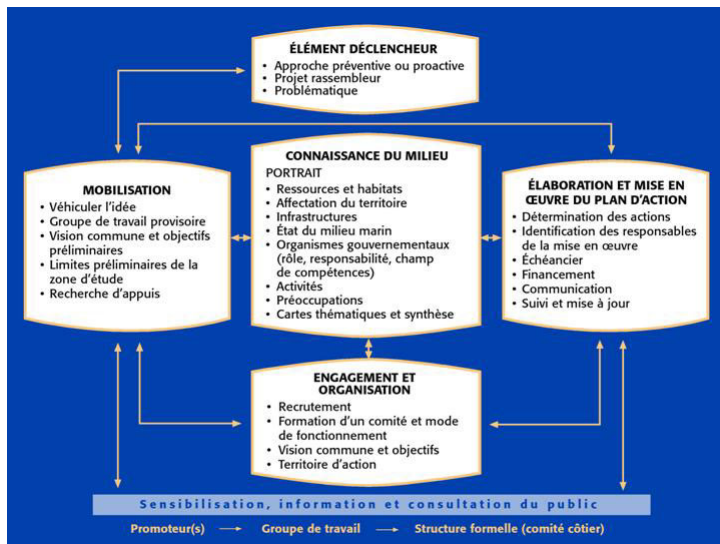 ÉLÉMENT DÉCLENCHEUR
• Approche préventive ou proactive
• Projet rassembleur
• Problématique
MOBILISATION
• Véhiculer l'idée
• Groupe de travail provisoire
• Vision commune et objectifs
préliminaires
• Limites préliminaires de la
zone d'étude
• Recherche d'appuis
CONNAISSANCE DU MILIEU
PORTRAIT
• Ressources et habitats
• Affectation du territoire
• Infrastructures
• État du milieu marin
• Organismes gouvernementaux
(rôle, responsabilité, champ
de compétences)
• Activités
• Préoccupations
• Cartes thématiques et synthèse
ÉLABORATION ET MISE EN
ŒUVRE DU PLAN D'ACTION
• Détermination des actions
• Identification des responsables
de la mise en œuvre
• Échéancier
• Financement
• Communication
• Suivi et mise à jour
ENGAGEMENT ET
ORGANISATION
• Recrutement
• Formation d'un comité et mode
de fonctionnement
• Vision commune et objectifs
• Territoire d'action
Sensibilisation, information et consultation du public
Promoteur(s) → Groupe de travail → Structure formelle (comité côtier)